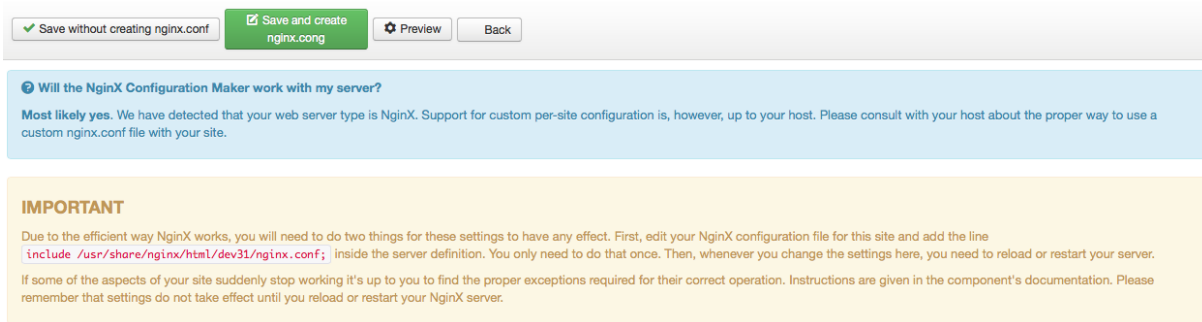 Save without creating nginx.conf
Save and create
nginx.cong
Preview
Back
Will the NginX Configuration Maker work with my server?
Most likely yes. We have detected that your web server type is NginX. Support for custom per-site configuration is, however, up to your host. Please consult with your host about the proper way to use a
custom nginx.conf file with your site.
IMPORTANT
Due to the efficient way NginX works, you will need to do two things for these settings to have any effect. First, edit your NginX configuration file for this site and add the line
include /usr/share/nginx/html/dev31/nginx.conf; inside the server definition. You only need to do that once. Then, whenever you change the settings here, you need to reload or restart your server.
If some of the aspects of your site suddenly stop working it's up to you to find the proper exceptions required for their correct operation. Instructions are given in the component's documentation. Please
remember that settings do not take effect until you reload or restart your NginX server.